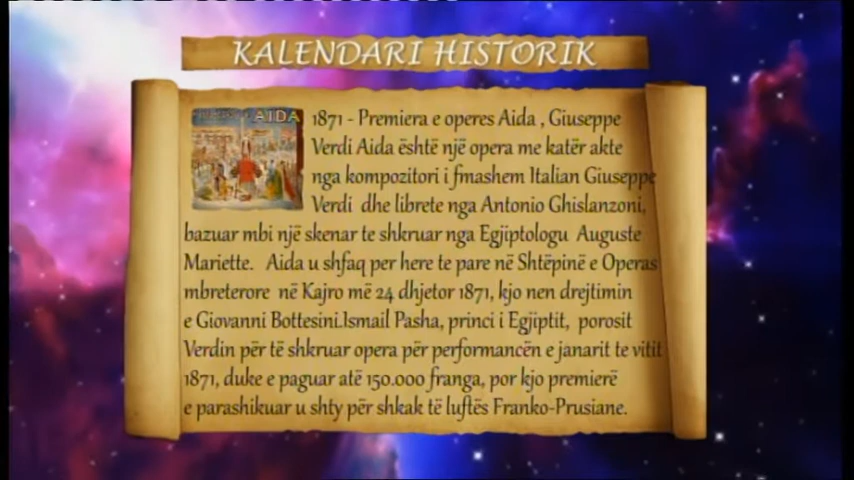 KALENDARI HISTORIK
AIDA
1871 - Premiera e operes Aida , Giuseppe
Verdi Aida është një opera me katër akte
nga kompozitori i fmashem Italian Giuseppe
Verdi dhe librete nga Antonio Ghislanzoni,
bazuar mbi një skenar te shkruar nga Egjiptologu Auguste
Mariette. Aida u shfaq per here te pare në Shtëpinë e Operas
mbreterore në Kajro më 24 dhjetor 1871, kjo nen drejtimin
e Giovanni Bottesini.Ismail Pasha, princi i Egjiptit, porosit
Verdin për të shkruar opera për performancën e janarit te vitit
1871, duke e paguar atë 150.000 franga, por kjo premierë
e parashikuar u shty për shkak të luftës Franko-Prusiane.